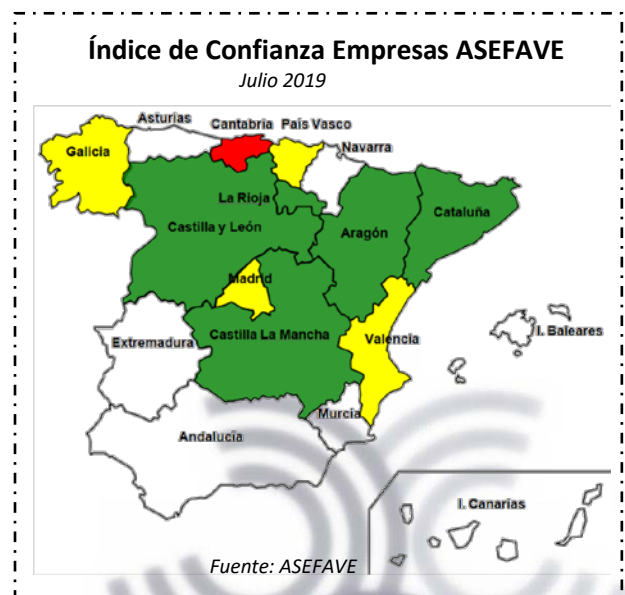 Índice de Confianza Empresas ASEFAVE
Julio 2019
Asturias
Cantabria
País Vasco
Navarra
Galicia
La Rioja
Castilla y León
Aragón
Cataluña
Madrid
Extremadura
Castilla La Mancha
Valencia
I. Baleares
Murcia
Andalucía
I. Canarias
Fuente: ASEFAVE